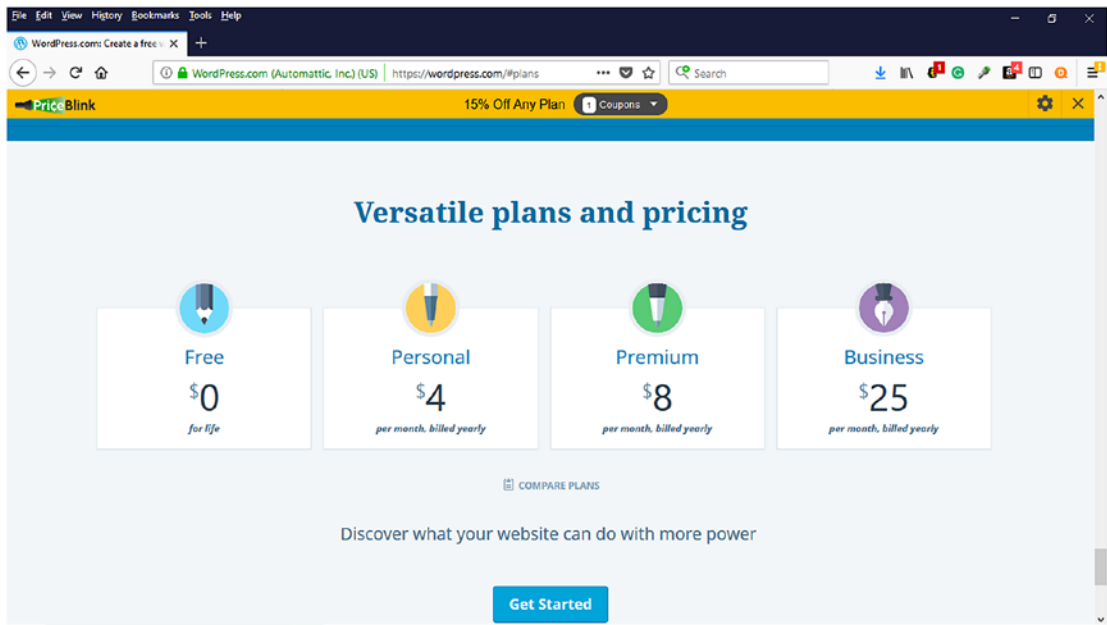 File Edit View History Bookmarks Tools Help
WordPress.com: Create a free
WordPress.com (Automattic, Inc.) (US) https://wordpress.com/#plans Search
PriceBlink 15% Off Any Plan 1 Coupons
Versatile plans and pricing
Free Personal Premium Business
$0 $4 $8 $25
for life per month, billed yearly per month, billed yearly per month, billed yearly
COMPARE PLANS
Discover what your website can do with more power
Get Started